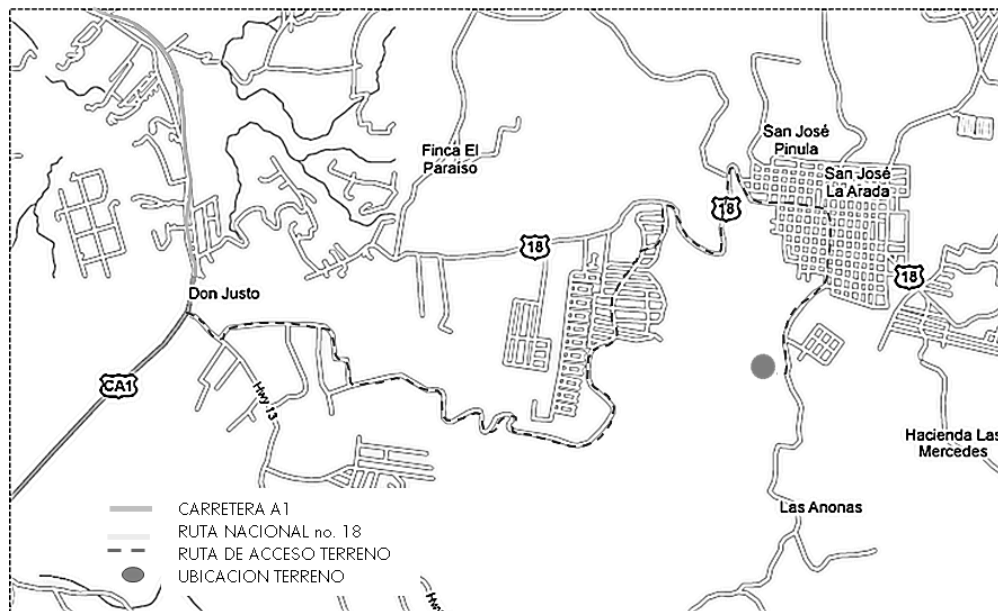 San José
Pinula
Finca El
Paraíso
San José
La Arada
18
18
18
Don Justo
CA1
Hwy 13
Hacienda Las
Mercedes
Las Anonas
CARRETERA A1
RUTA NACIONAL no. 18
RUTA DE ACCESO TERRENO
UBICACION TERRENO